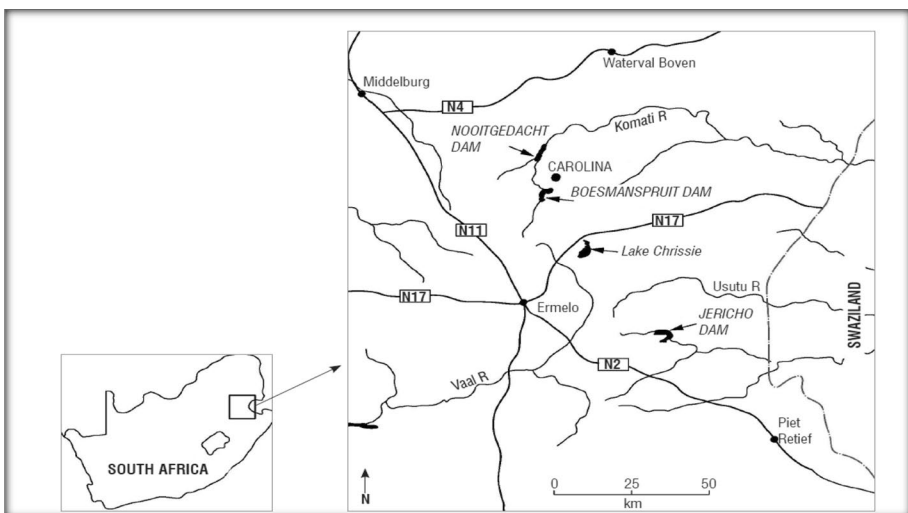 Waterval Boven
Middelburg
N4
Komati R
NOOITGEDACHT
DAM
CAROLINA
BOESMANSPRUIT DAM
N17
N11
Lake Chrissie
N17
Ermelo
Usutu R
JERICHO
DAM
SWAZILAND
N2
Vaal R
Piet
Retief
SOUTH AFRICA
N
0 25 50
km